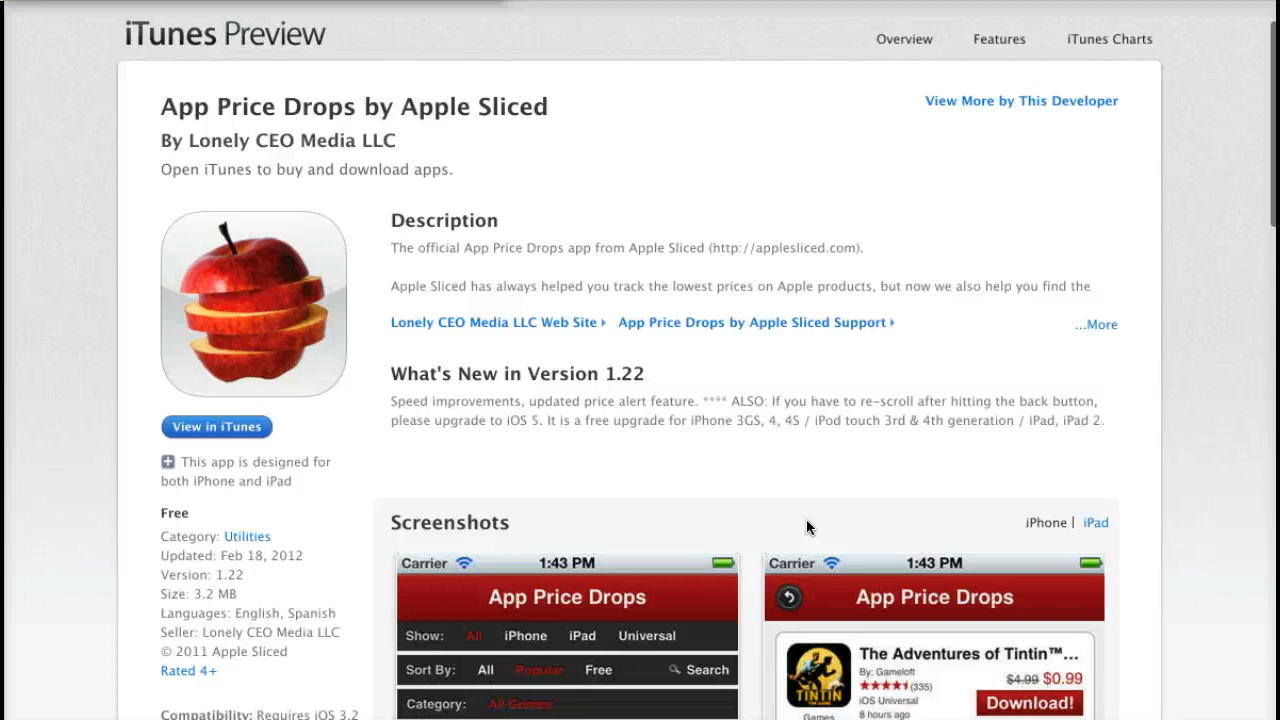 iTunes Preview
Overview Features iTunes Charts
App Price Drops by Apple Sliced
View More by This Developer
By Lonely CEO Media LLC
Open iTunes to buy and download apps.
Description
The official App Price Drops app from Apple Sliced (http://applesliced.com).
Apple Sliced has always helped you track the lowest prices on Apple products, but now we also help you find the
Lonely CEO Media LLC Web Site App Price Drops by Apple Sliced Support ...More
What's New in Version 1.22
Speed improvements, updated price alert feature. **** ALSO: If you have to re-scroll after hitting the back button,
please upgrade to iOS 5. It is a free upgrade for iPhone 3GS, 4, 4S / iPod touch 3rd & 4th generation / iPad, iPad 2.
View in iTunes
This app is designed for
both iPhone and iPad
Free
Category: Utilities
Updated: Feb 18, 2012
Version: 1.22
Size: 3.2 MB
Languages: English, Spanish
Seller: Lonely CEO Media LLC
© 2011 Apple Sliced
Rated 4+
Compatibility: Requires iOS 3.2
Screenshots
iPhone | iPad
Carrier 1:43 PM
App Price Drops
Show: All iPhone iPad Universal
Sort By: All Popular Free Search
Category: All Games
Carrier 1:43 PM
App Price Drops
TINTIN
Games
The Adventures of Tintin™...
By: Gameloft
$4.99 $0.99
(335)
iOS Universal
Download!
8 hours ago